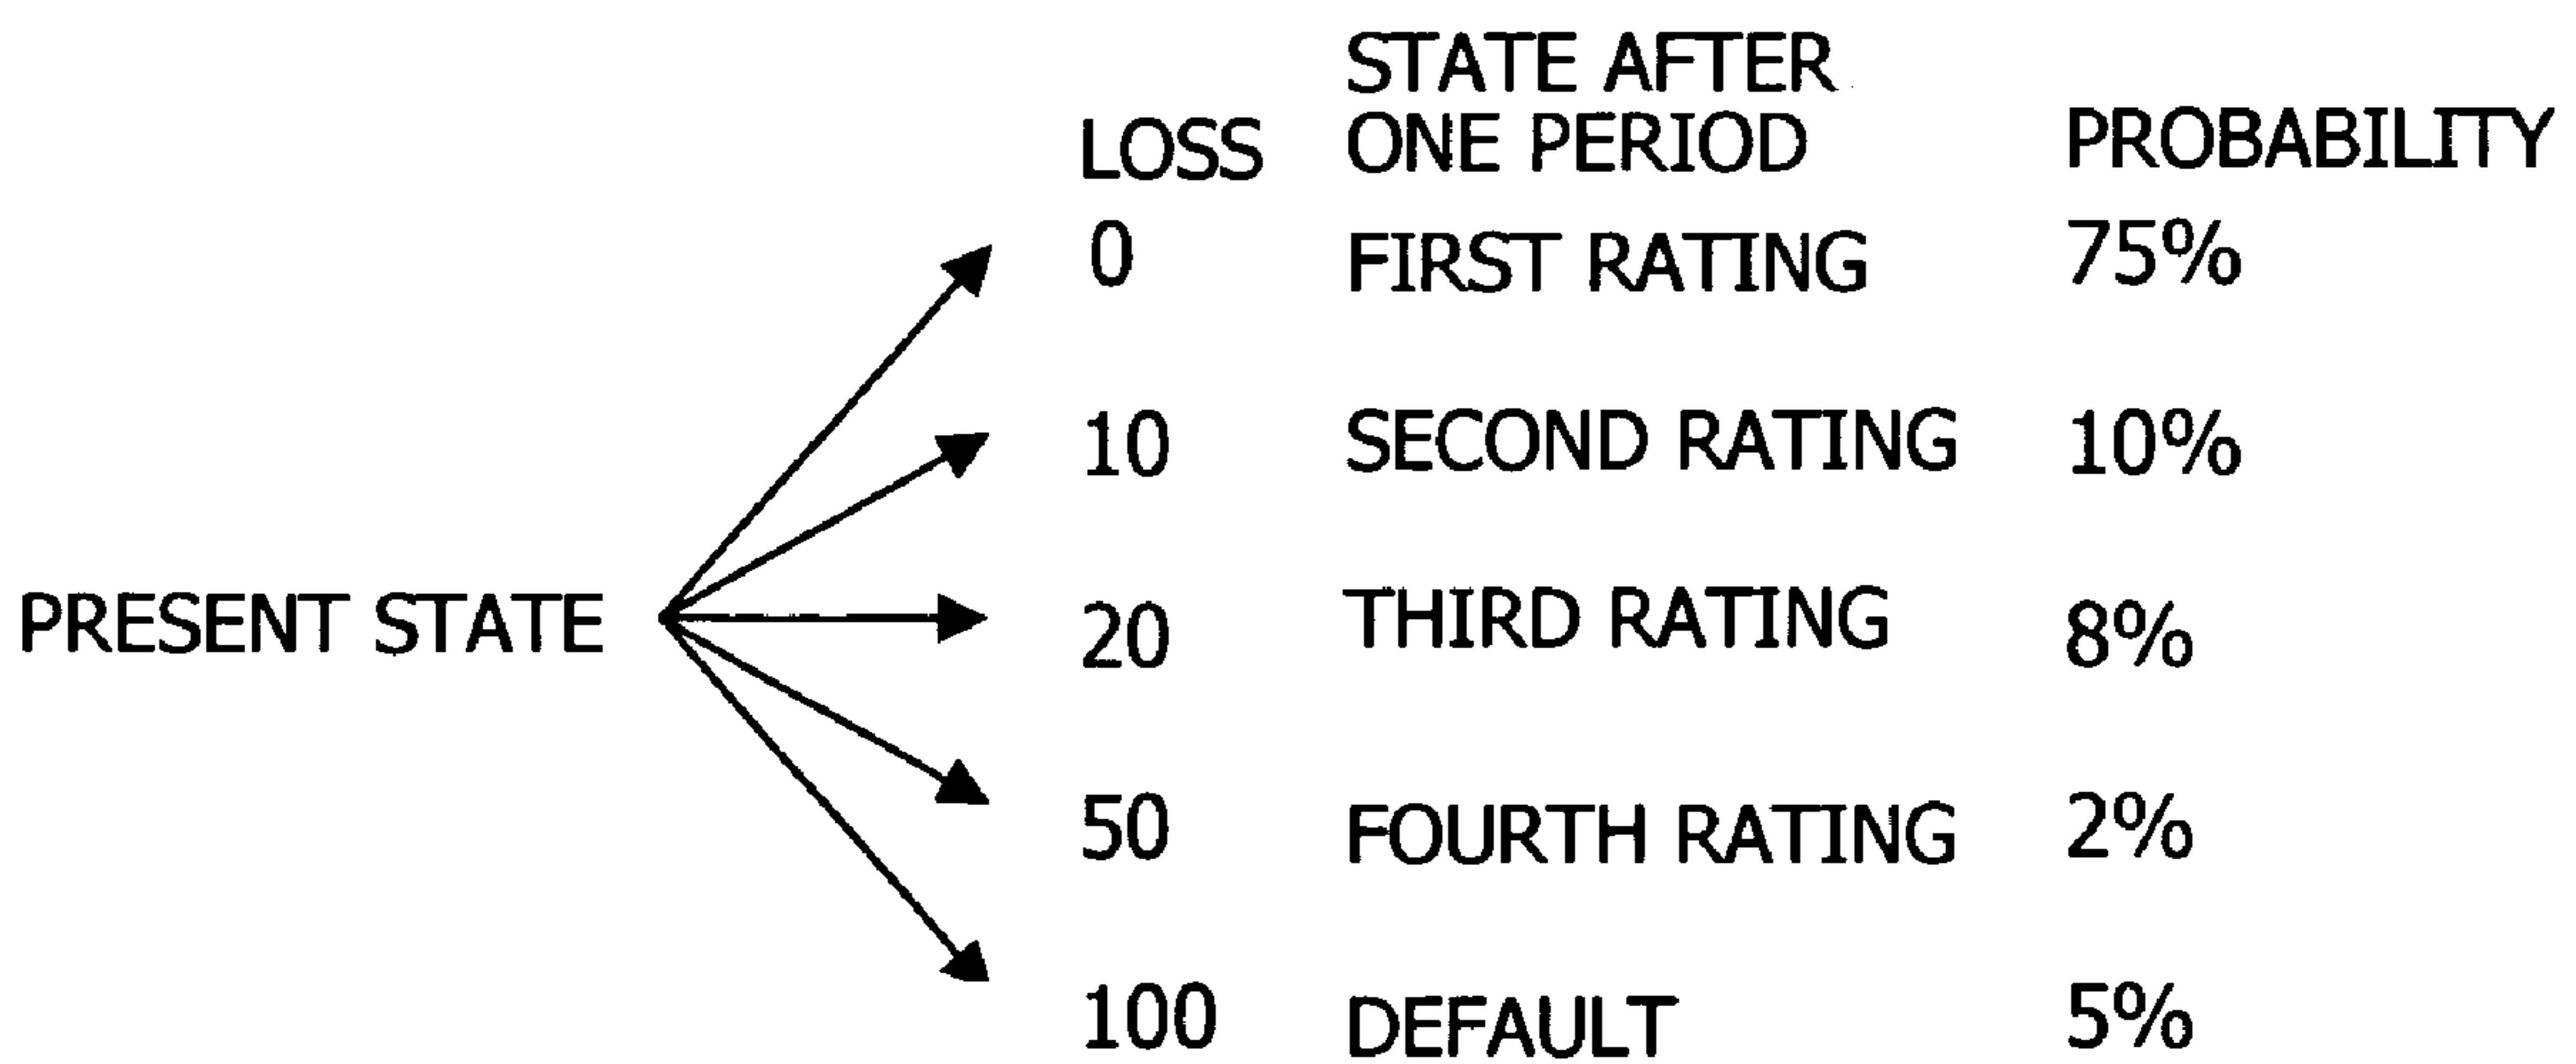 STATE AFTER
LOSS ONE PERIOD PROBABILITY
0 FIRST RATING 75%
10 SECOND RATING 10%
PRESENT STATE 20 THIRD RATING 8%
50 FOURTH RATING 2%
100 DEFAULT 5%